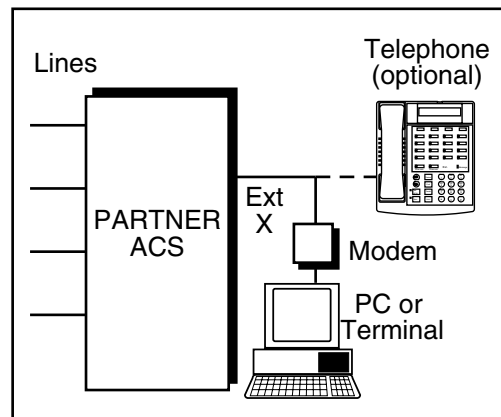 Lines
Telephone
(optional)
PARTNER
ACS
Ext
X
Modem
PC or
Terminal